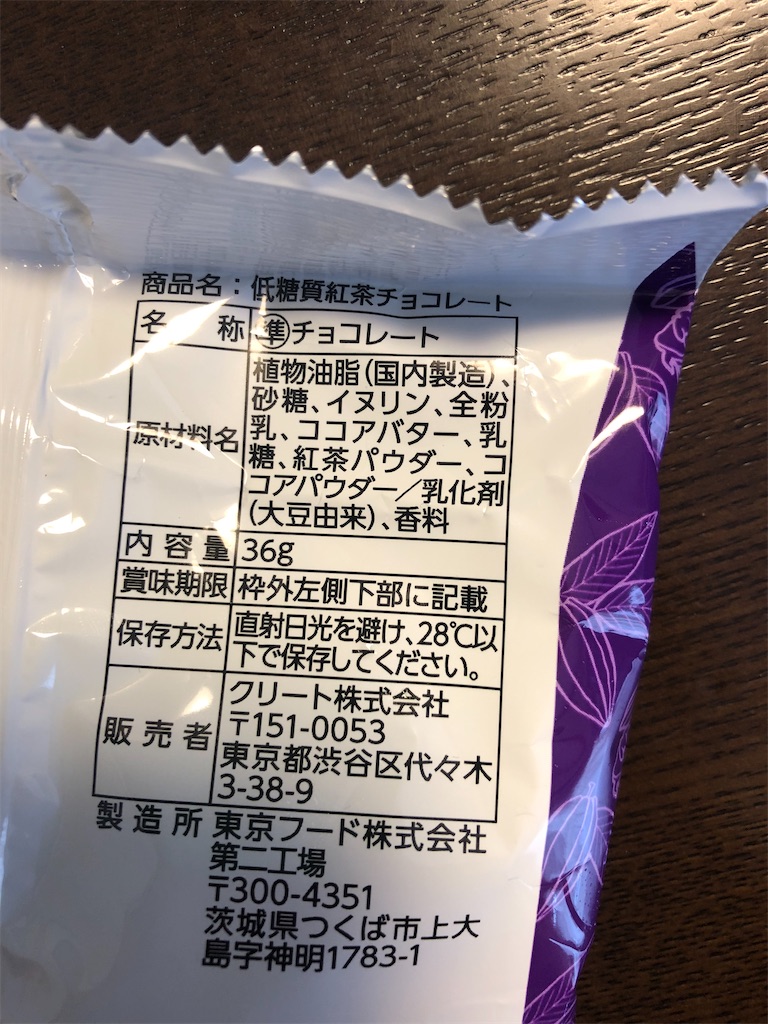 商品名：低糖質紅茶チョコレート
名称 ㊜チョコレート
原材料名 植物油脂(国内製造)、
砂糖、イヌリン、全粉
乳、ココアバター、乳
糖、紅茶パウダー、コ
コアパウダー／乳化剤
(大豆由来)、香料
内容量 36g
賞味期限 枠外左側下部に記載
保存方法 直射日光を避け、28℃以
下で保存してください。
販売者 クリート株式会社
〒151-0053
東京都渋谷区代々木
3-38-9
製造所 東京フード株式会社
第二工場
〒300-4351
茨城県つくば市上大
島字神明1783-1